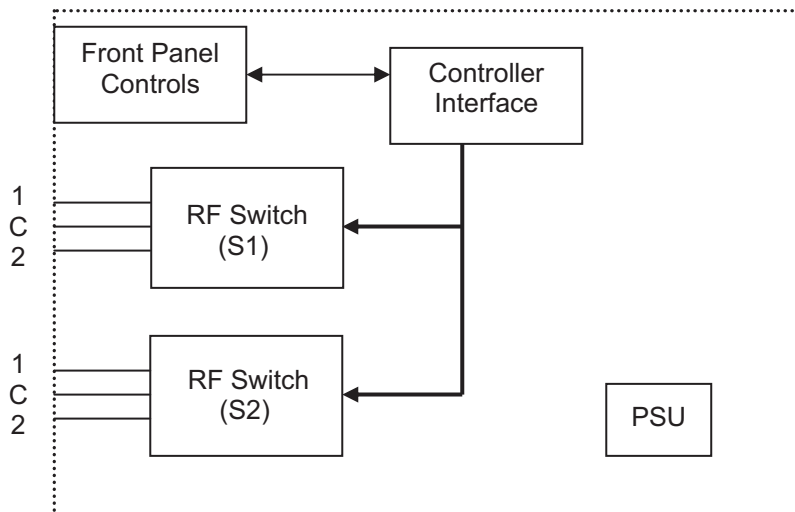 Front Panel
Controls
Controller
Interface
1
C
2
RF Switch
(S1)
1
C
2
RF Switch
(S2)
PSU